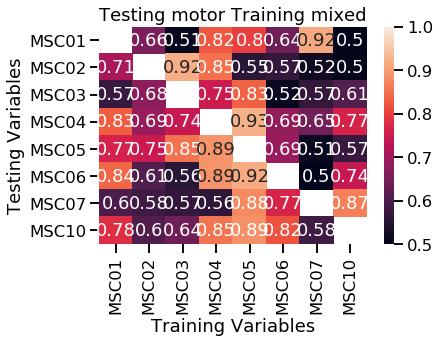 Testing motor Training mixed
MSC01 0.66 0.51 0.82 0.8 0.64 0.92 0.5
MSC02 0.71 0.92 0.85 0.55 0.57 0.52 0.5
MSC03 0.57 0.68 0.75 0.83 0.52 0.57 0.61
MSC04 0.83 0.69 0.74 0.93 0.69 0.65 0.77
MSC05 0.77 0.75 0.85 0.89 0.69 0.51 0.57
MSC06 0.84 0.61 0.56 0.89 0.92 0.5 0.74
MSC07 0.6 0.58 0.57 0.56 0.88 0.77 0.87
MSC10 0.78 0.6 0.64 0.85 0.89 0.82 0.58
Testing Variables
MSC01 MSC02 MSC03 MSC04 MSC05 MSC06 MSC07 MSC10
Training Variables
1.0
0.9
0.8
0.7
0.6
0.5